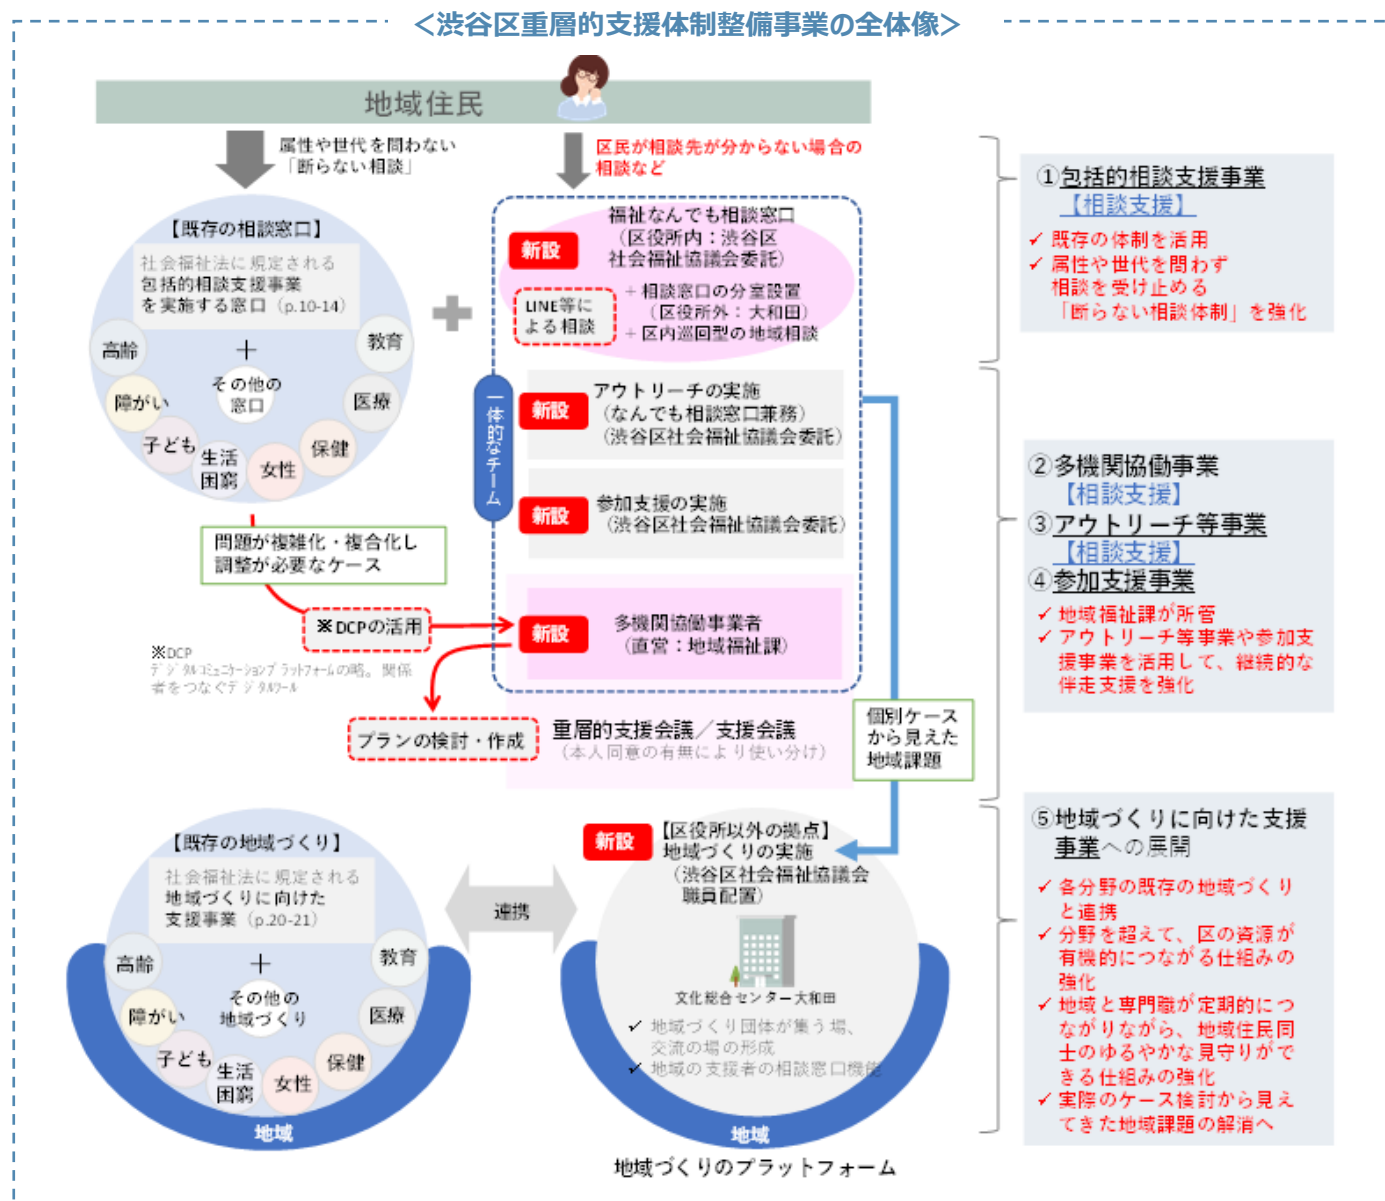 ＜渋谷区重層的支援体制整備事業の全体像＞
地域住民
属性や世代を問わない
「断らない相談」
区民が相談先が分からない場合の
相談など
【既存の相談窓口】
社会福祉法に規定される
包括的相談支援事業
を実施する窓口（p.10-14）
＋
その他の
窓口
高齢
障がい
子ども
生活
困窮
女性
保健
医療
教育
新設
福祉なんでも相談窓口
（区役所内：渋谷区
社会福祉協議会委託）
LINE等に
よる相談
＋相談窓口の分室設置
（区役所外：大和田）
＋区内巡回型の地域相談
一体的なチーム
新設
アウトリーチの実施
（なんでも相談窓口兼務）
（渋谷区社会福祉協議会委託）
新設
参加支援の実施
（渋谷区社会福祉協議会委託）
問題が複雑化・複合化し
調整が必要なケース
※DCPの活用
※DCP
デジタルコミュニケーションプラットフォームの略。関係
者をつなぐデジタルツール
新設
多機関協働事業者
（直営：地域福祉課）
プランの検討・作成
重層的支援会議／支援会議
（本人同意の有無により使い分け）
個別ケース
から見えた
地域課題
【既存の地域づくり】
社会福祉法に規定される
地域づくりに向けた
支援事業（p.20-21）
＋
その他の
地域づくり
高齢
障がい
子ども
生活
困窮
女性
保健
医療
教育
地域
連携
新設
【区役所以外の拠点】
地域づくりの実施
（渋谷区社会福祉協議会
職員配置）
文化総合センター大和田
✓ 地域づくり団体が集う場、
交流の場の形成
✓ 地域の支援者の相談窓口機能
地域
地域づくりのプラットフォーム
①包括的相談支援事業
【相談支援】
✓ 既存の体制を活用
✓ 属性や世代を問わず
相談を受け止める
「断らない相談体制」を強化
②多機関協働事業
【相談支援】
③アウトリーチ等事業
【相談支援】
④参加支援事業
✓ 地域福祉課が所管
✓ アウトリーチ等事業や参加支
援事業を活用して、継続的な
伴走支援を強化
⑤地域づくりに向けた支援
事業への展開
✓ 各分野の既存の地域づくり
と連携
✓ 分野を超えて、区の資源が
有機的につながる仕組みの
強化
✓ 地域と専門職が定期的につ
ながりながら、地域住民同
士のゆるやかな見守りがで
きる仕組みの強化
✓ 実際のケース検討から見え
てきた地域課題の解消へ